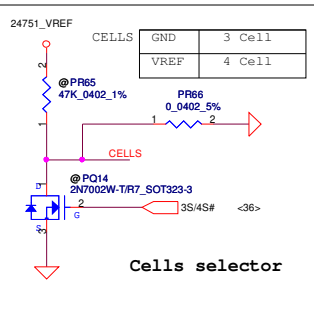 24751_VREF
CELLS GND 3 Cell
VREF 4 Cell
2
@PR65
47K_0402_1%
1
PR66
0_0402_5%
1 2
CELLS
@PQ14
2N7002W-T/R7_SOT323-3
D 1
2
G
S 3
3S/4S# <36>
Cells selector